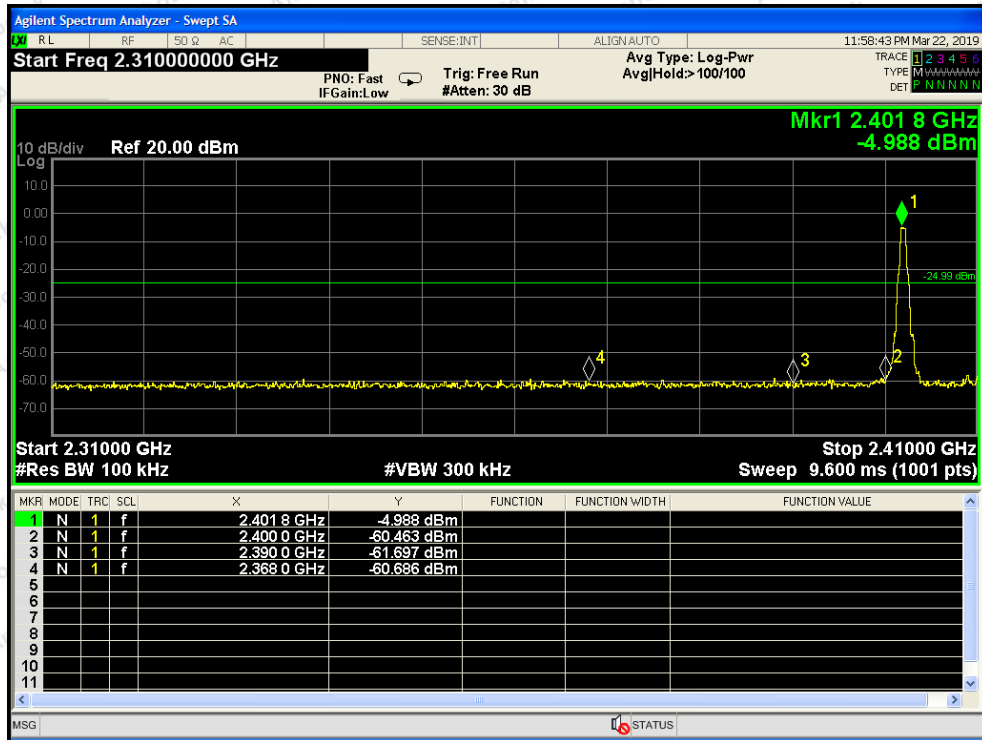 Agilent Spectrum Analyzer - Swept SA
LXI RL RF 50 Ω AC SENSE:INT ALIGN AUTO 11:58:43 PM Mar 22, 2019
Start Freq 2.310000000 GHz
PNO: Fast
IFGain:Low
Trig: Free Run
#Atten: 30 dB
Avg Type: Log-Pwr
Avg|Hold:> 100/100
TRACE 1 2 3 4 5 6
TYPE M WWWWW
DET P N N N N N
Mkr1 2.401 8 GHz
-4.988 dBm
10 dB/div Ref 20.00 dBm
Log
10.0
0.00
-10.0
-20.0
-30.0
-40.0
-50.0
-60.0
-70.0
1
-24.99 dBm
4
3
2
Start 2.31000 GHz Stop 2.41000 GHz
#Res BW 100 kHz #VBW 300 kHz Sweep 9.600 ms (1001 pts)
MKR MODE TRC SCL X Y FUNCTION FUNCTION WIDTH FUNCTION VALUE
1 N 1 f 2.401 8 GHz -4.988 dBm
2 N 1 f 2.400 0 GHz -60.463 dBm
3 N 1 f 2.390 0 GHz -61.697 dBm
4 N 1 f 2.368 0 GHz -60.686 dBm
5
6
7
8
9
10
11
MSG STATUS